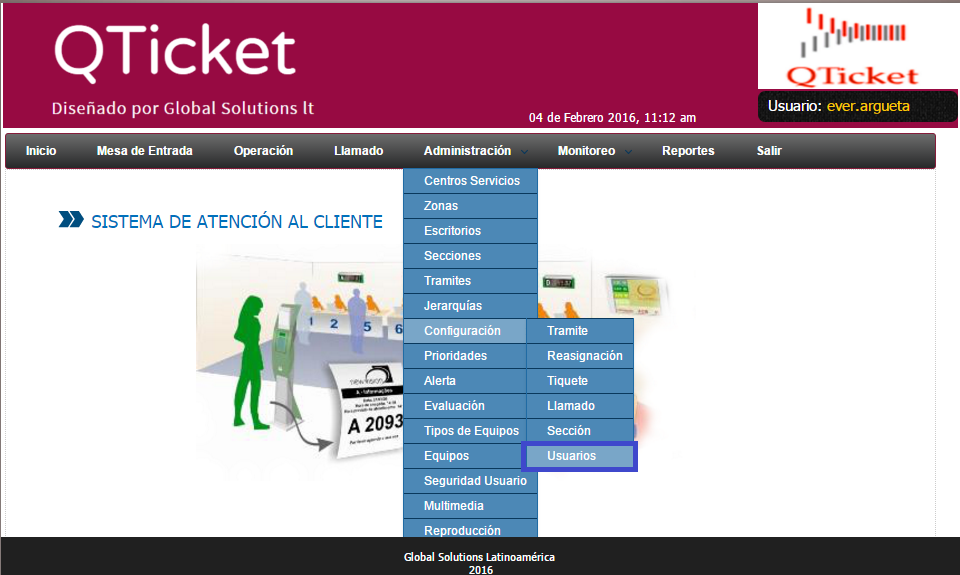 QTicket
Diseñado por Global Solutions lt
04 de Febrero 2016, 11:12 am
QTicket
Usuario: ever.argueta
Inicio Mesa de Entrada Operación Llamado Administración Monitoreo Reportes Salir
SISTEMA DE ATENCIÓN AL CLIENTE
Centros Servicios
Zonas
Escritorios
Secciones
Tramites
Jerarquías
Configuración
Prioridades
Alerta
Evaluación
Tipos de Equipos
Equipos
Seguridad Usuario
Multimedia
Reproducción
Tramite
Reasignación
Tiquete
Llamado
Sección
Usuarios
1 2 5 6
A 2093
Global Solutions Latinoamérica
2016